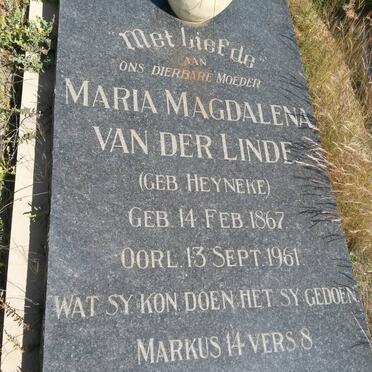 "Met Liefde"
AAN
ONS DIERBARE MOEDER
MARIA MAGDALENA
VAN DER LINDE
(GEB HEYNEKE)
GEB. 14 FEB. 1867
OORL. 13 SEPT. 1961
WAT SY KON DOEN HET SY GEDOEN
MARKUS 14 VERS 8